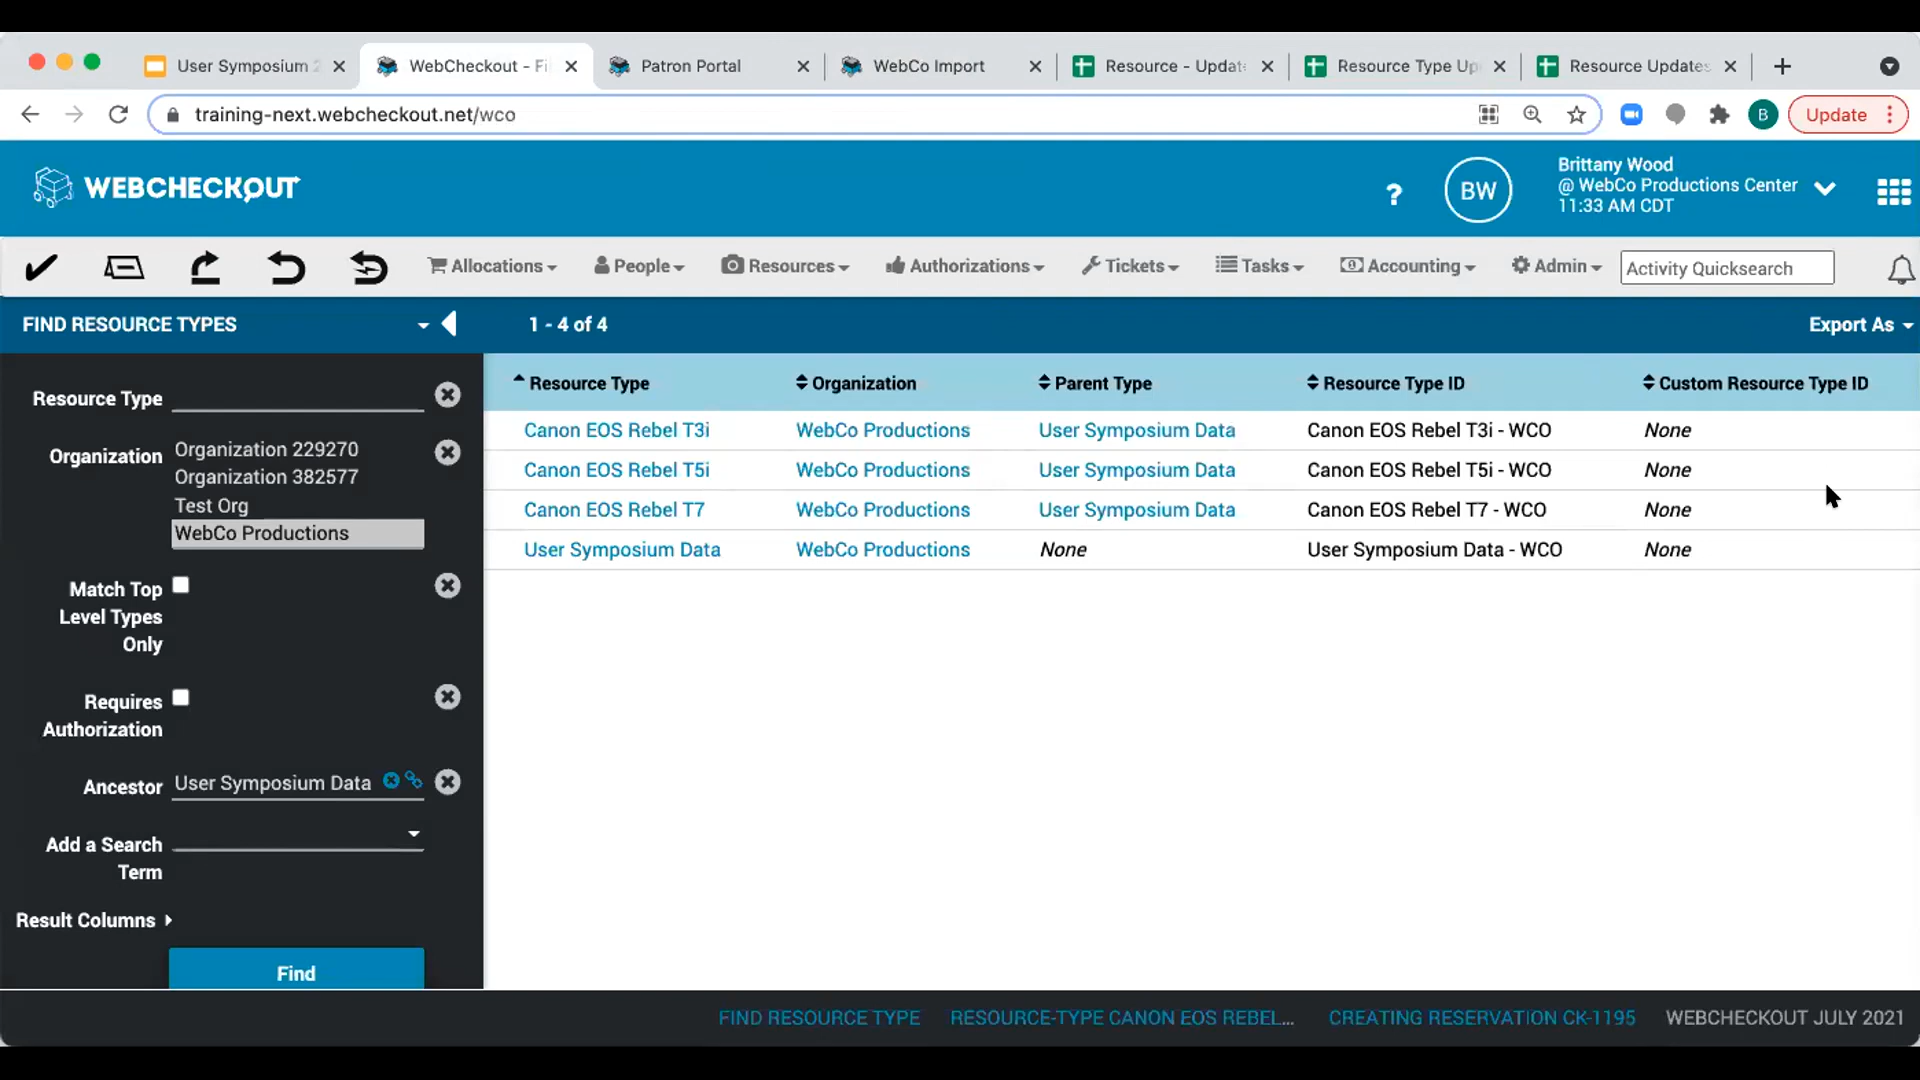 User Symposium 2
WebCheckout - Fi
Patron Portal
WebCo Import
Resource - Updat
Resource Type Up
Resource Updates
training-next.webcheckout.net/wco
B
Update
WEBCHECKOUT
?
BW
Brittany Wood
@ WebCo Productions Center
11:33 AM CDT
Allocations
People
Resources
Authorizations
Tickets
Tasks
Accounting
Admin
Activity Quicksearch
FIND RESOURCE TYPES
1 - 4 of 4
Export As
Resource Type
Organization
Organization 229270
Organization 382577
Test Org
WebCo Productions
Match Top
Level Types
Only
Requires
Authorization
Ancestor
User Symposium Data
Add a Search
Term
Result Columns
Find
Resource Type Organization Parent Type Resource Type ID Custom Resource Type ID
Canon EOS Rebel T3i WebCo Productions User Symposium Data Canon EOS Rebel T3i - WCO None
Canon EOS Rebel T5i WebCo Productions User Symposium Data Canon EOS Rebel T5i - WCO None
Canon EOS Rebel T7 WebCo Productions User Symposium Data Canon EOS Rebel T7 - WCO None
User Symposium Data WebCo Productions None User Symposium Data - WCO None
FIND RESOURCE TYPE
RESOURCE-TYPE CANON EOS REBEL...
CREATING RESERVATION CK-1195
WEBCHECKOUT JULY 2021